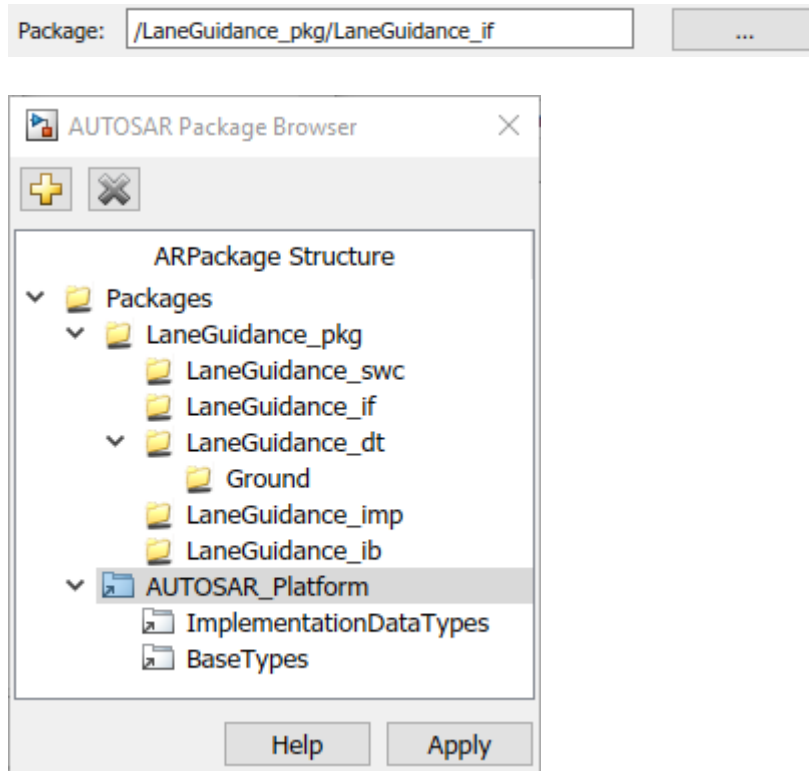 Package: /LaneGuidance_pkg/LaneGuidance_if ...
AUTOSAR Package Browser
ARPackage Structure
Packages
LaneGuidance_pkg
LaneGuidance_swc
LaneGuidance_if
LaneGuidance_dt
Ground
LaneGuidance_imp
LaneGuidance_ib
AUTOSAR_Platform
ImplementationDataTypes
BaseTypes
Help Apply